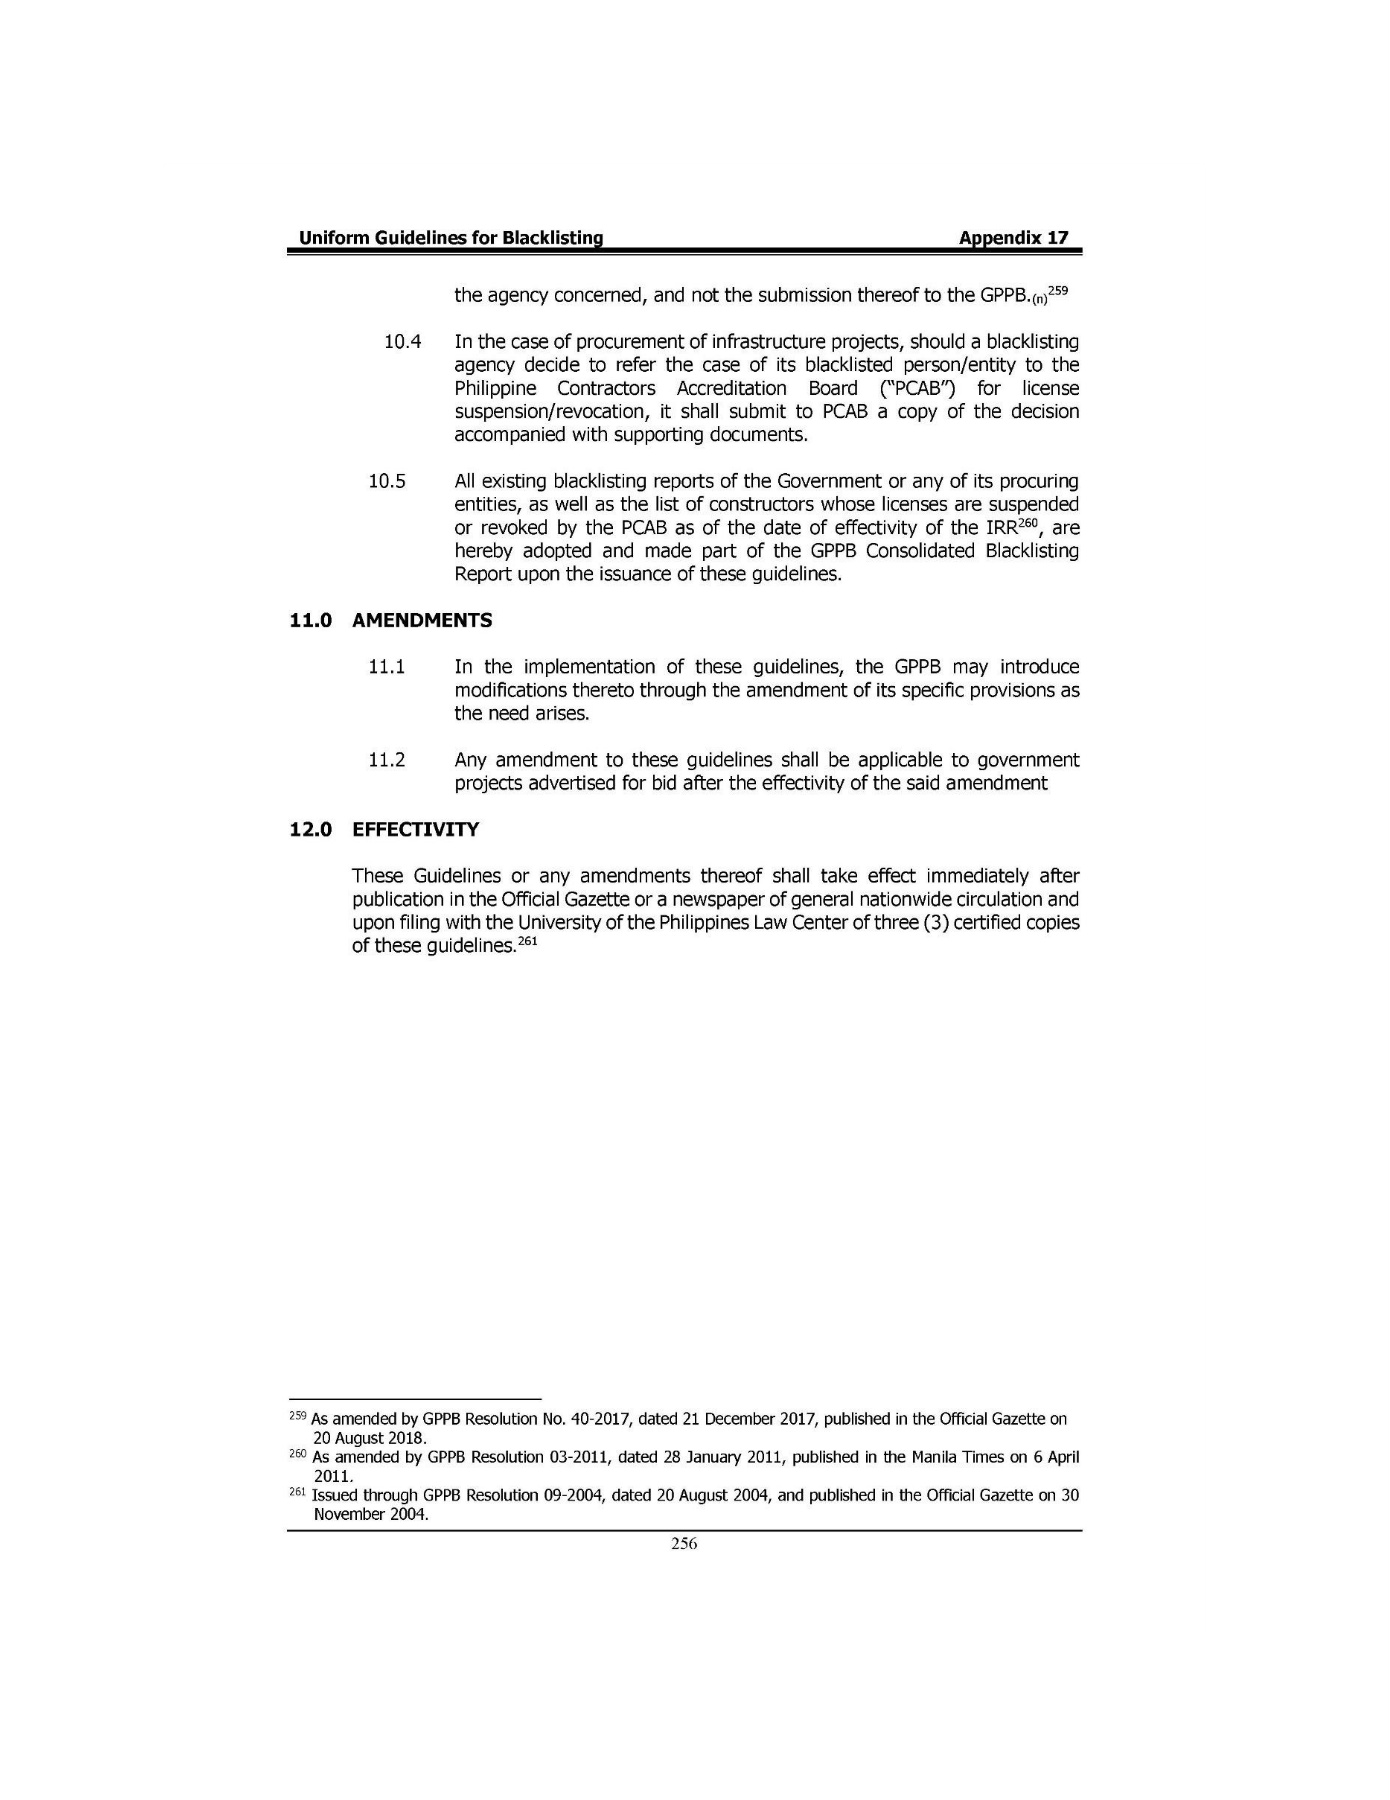 Uniform Guidelines for Blacklisting Appendix 17
the agency concerned, and not the submission thereof to the GPPB.(n)259
10.4 In the case of procurement of infrastructure projects, should a blacklisting
agency decide to refer the case of its blacklisted person/entity to the
Philippine Contractors Accreditation Board ("PCAB") for license
suspension/revocation, it shall submit to PCAB a copy of the decision
accompanied with supporting documents.
10.5 All existing blacklisting reports of the Government or any of its procuring
entities, as well as the list of constructors whose licenses are suspended
or revoked by the PCAB as of the date of effectivity of the IRR260, are
hereby adopted and made part of the GPPB Consolidated Blacklisting
Report upon the issuance of these guidelines.
11.0 AMENDMENTS
11.1 In the implementation of these guidelines, the GPPB may introduce
modifications thereto through the amendment of its specific provisions as
the need arises.
11.2 Any amendment to these guidelines shall be applicable to government
projects advertised for bid after the effectivity of the said amendment
12.0 EFFECTIVITY
These Guidelines or any amendments thereof shall take effect immediately after
publication in the Official Gazette or a newspaper of general nationwide circulation and
upon filing with the University of the Philippines Law Center of three (3) certified copies
of these guidelines.261
259 As amended by GPPB Resolution No. 40-2017, dated 21 December 2017, published in the Official Gazette on
20 August 2018.
260 As amended by GPPB Resolution 03-2011, dated 28 January 2011, published in the Manila Times on 6 April
2011.
261 Issued through GPPB Resolution 09-2004, dated 20 August 2004, and published in the Official Gazette on 30
November 2004.
256